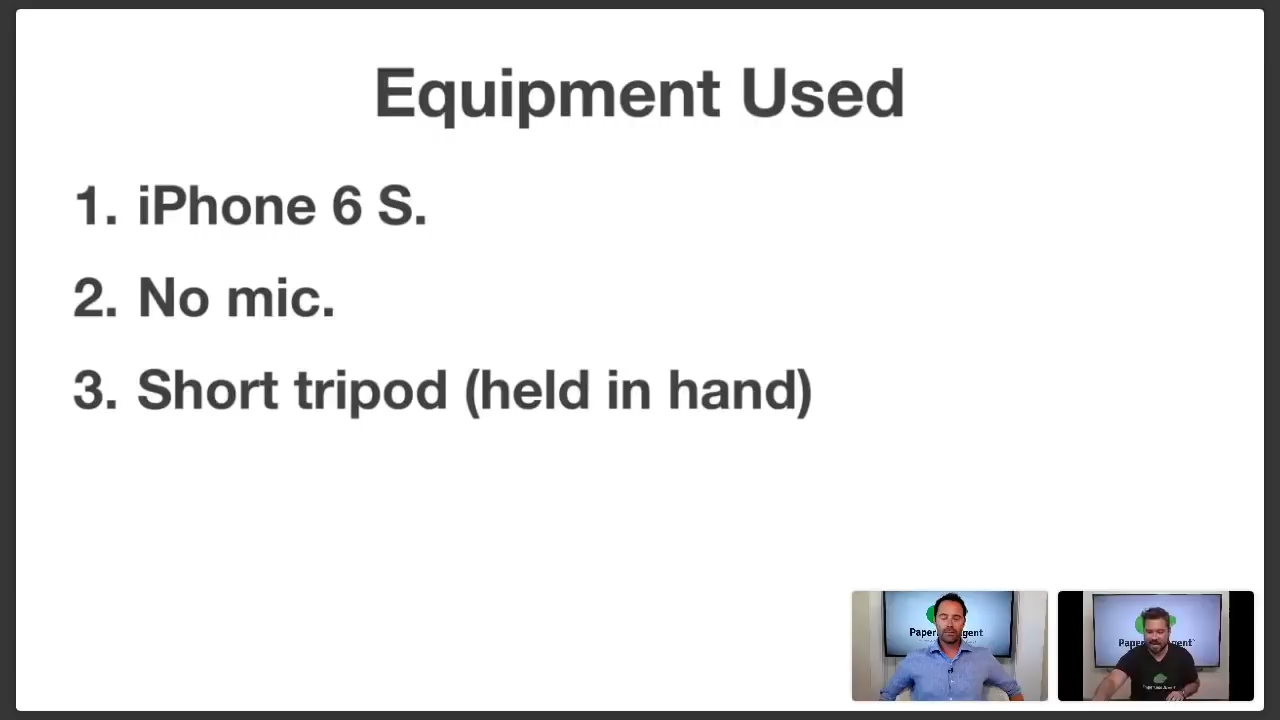 Equipment Used
1. iPhone 6 S.
2. No mic.
3. Short tripod (held in hand)